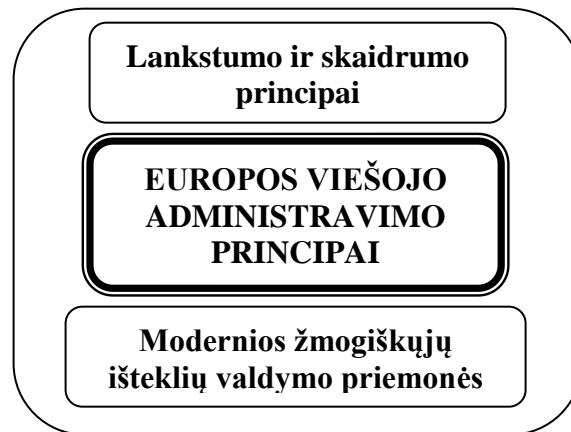 Lankstumo ir skaidrumo
principai
EUROPOS VIEŠOJO
ADMINISTRAVIMO
PRINCIPAI
Modernios žmogiškųjų
išteklių valdymo priemonės